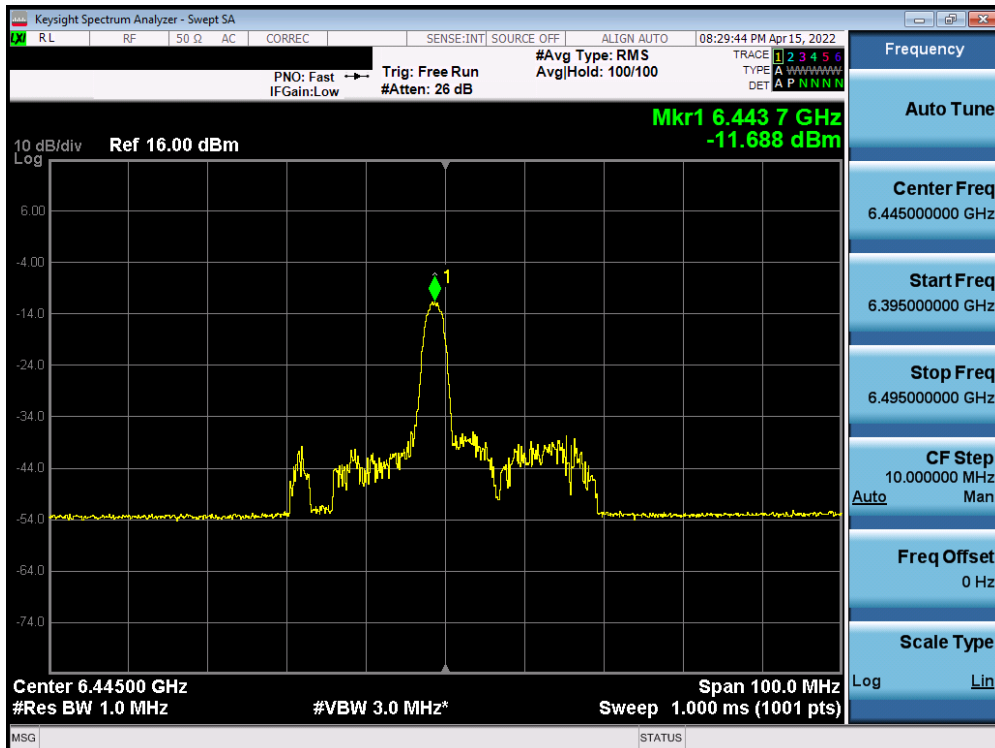 Keysight Spectrum Analyzer - Swept SA
LXI RL RF 50 Ω AC CORREC SENSE:INT SOURCE OFF ALIGN AUTO 08:29:44 PM Apr 15, 2022
PNO: Fast
IFGain:Low
Trig: Free Run
#Atten: 26 dB
#Avg Type: RMS
Avg|Hold: 100/100
TRACE 1 2 3 4 5 6
TYPE A WWWWW
DET A P N N N N
Mkr1 6.443 7 GHz
-11.688 dBm
10 dB/div Ref 16.00 dBm
Log
6.00
-4.00
-14.0
-24.0
-34.0
-44.0
-54.0
-64.0
-74.0
1
Center 6.44500 GHz Span 100.0 MHz
#Res BW 1.0 MHz #VBW 3.0 MHz* Sweep 1.000 ms (1001 pts)
MSG STATUS
Frequency
Auto Tune
Center Freq
6.445000000 GHz
Start Freq
6.395000000 GHz
Stop Freq
6.495000000 GHz
CF Step
10.000000 MHz
Auto Man
Freq Offset
0 Hz
Scale Type
Log Lin